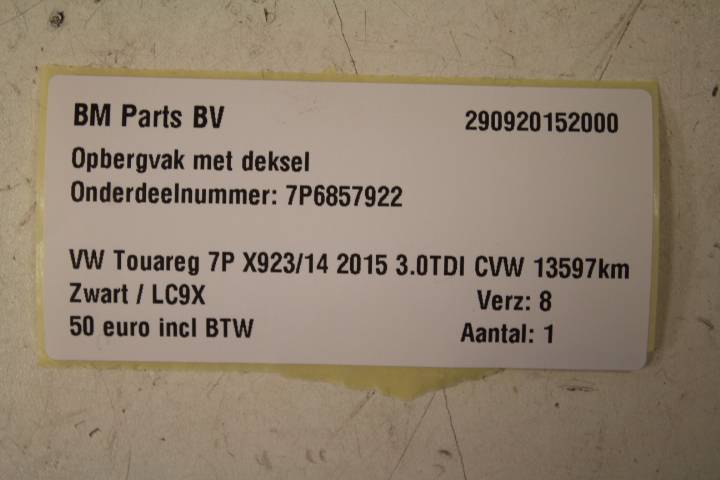 BM Parts BV 290920152000
Opbergvak met deksel
Onderdeelnummer: 7P6857922
VW Touareg 7P X923/14 2015 3.0TDI CVW 13597km
Zwart / LC9X Verz: 8
50 euro incl BTW Aantal: 1